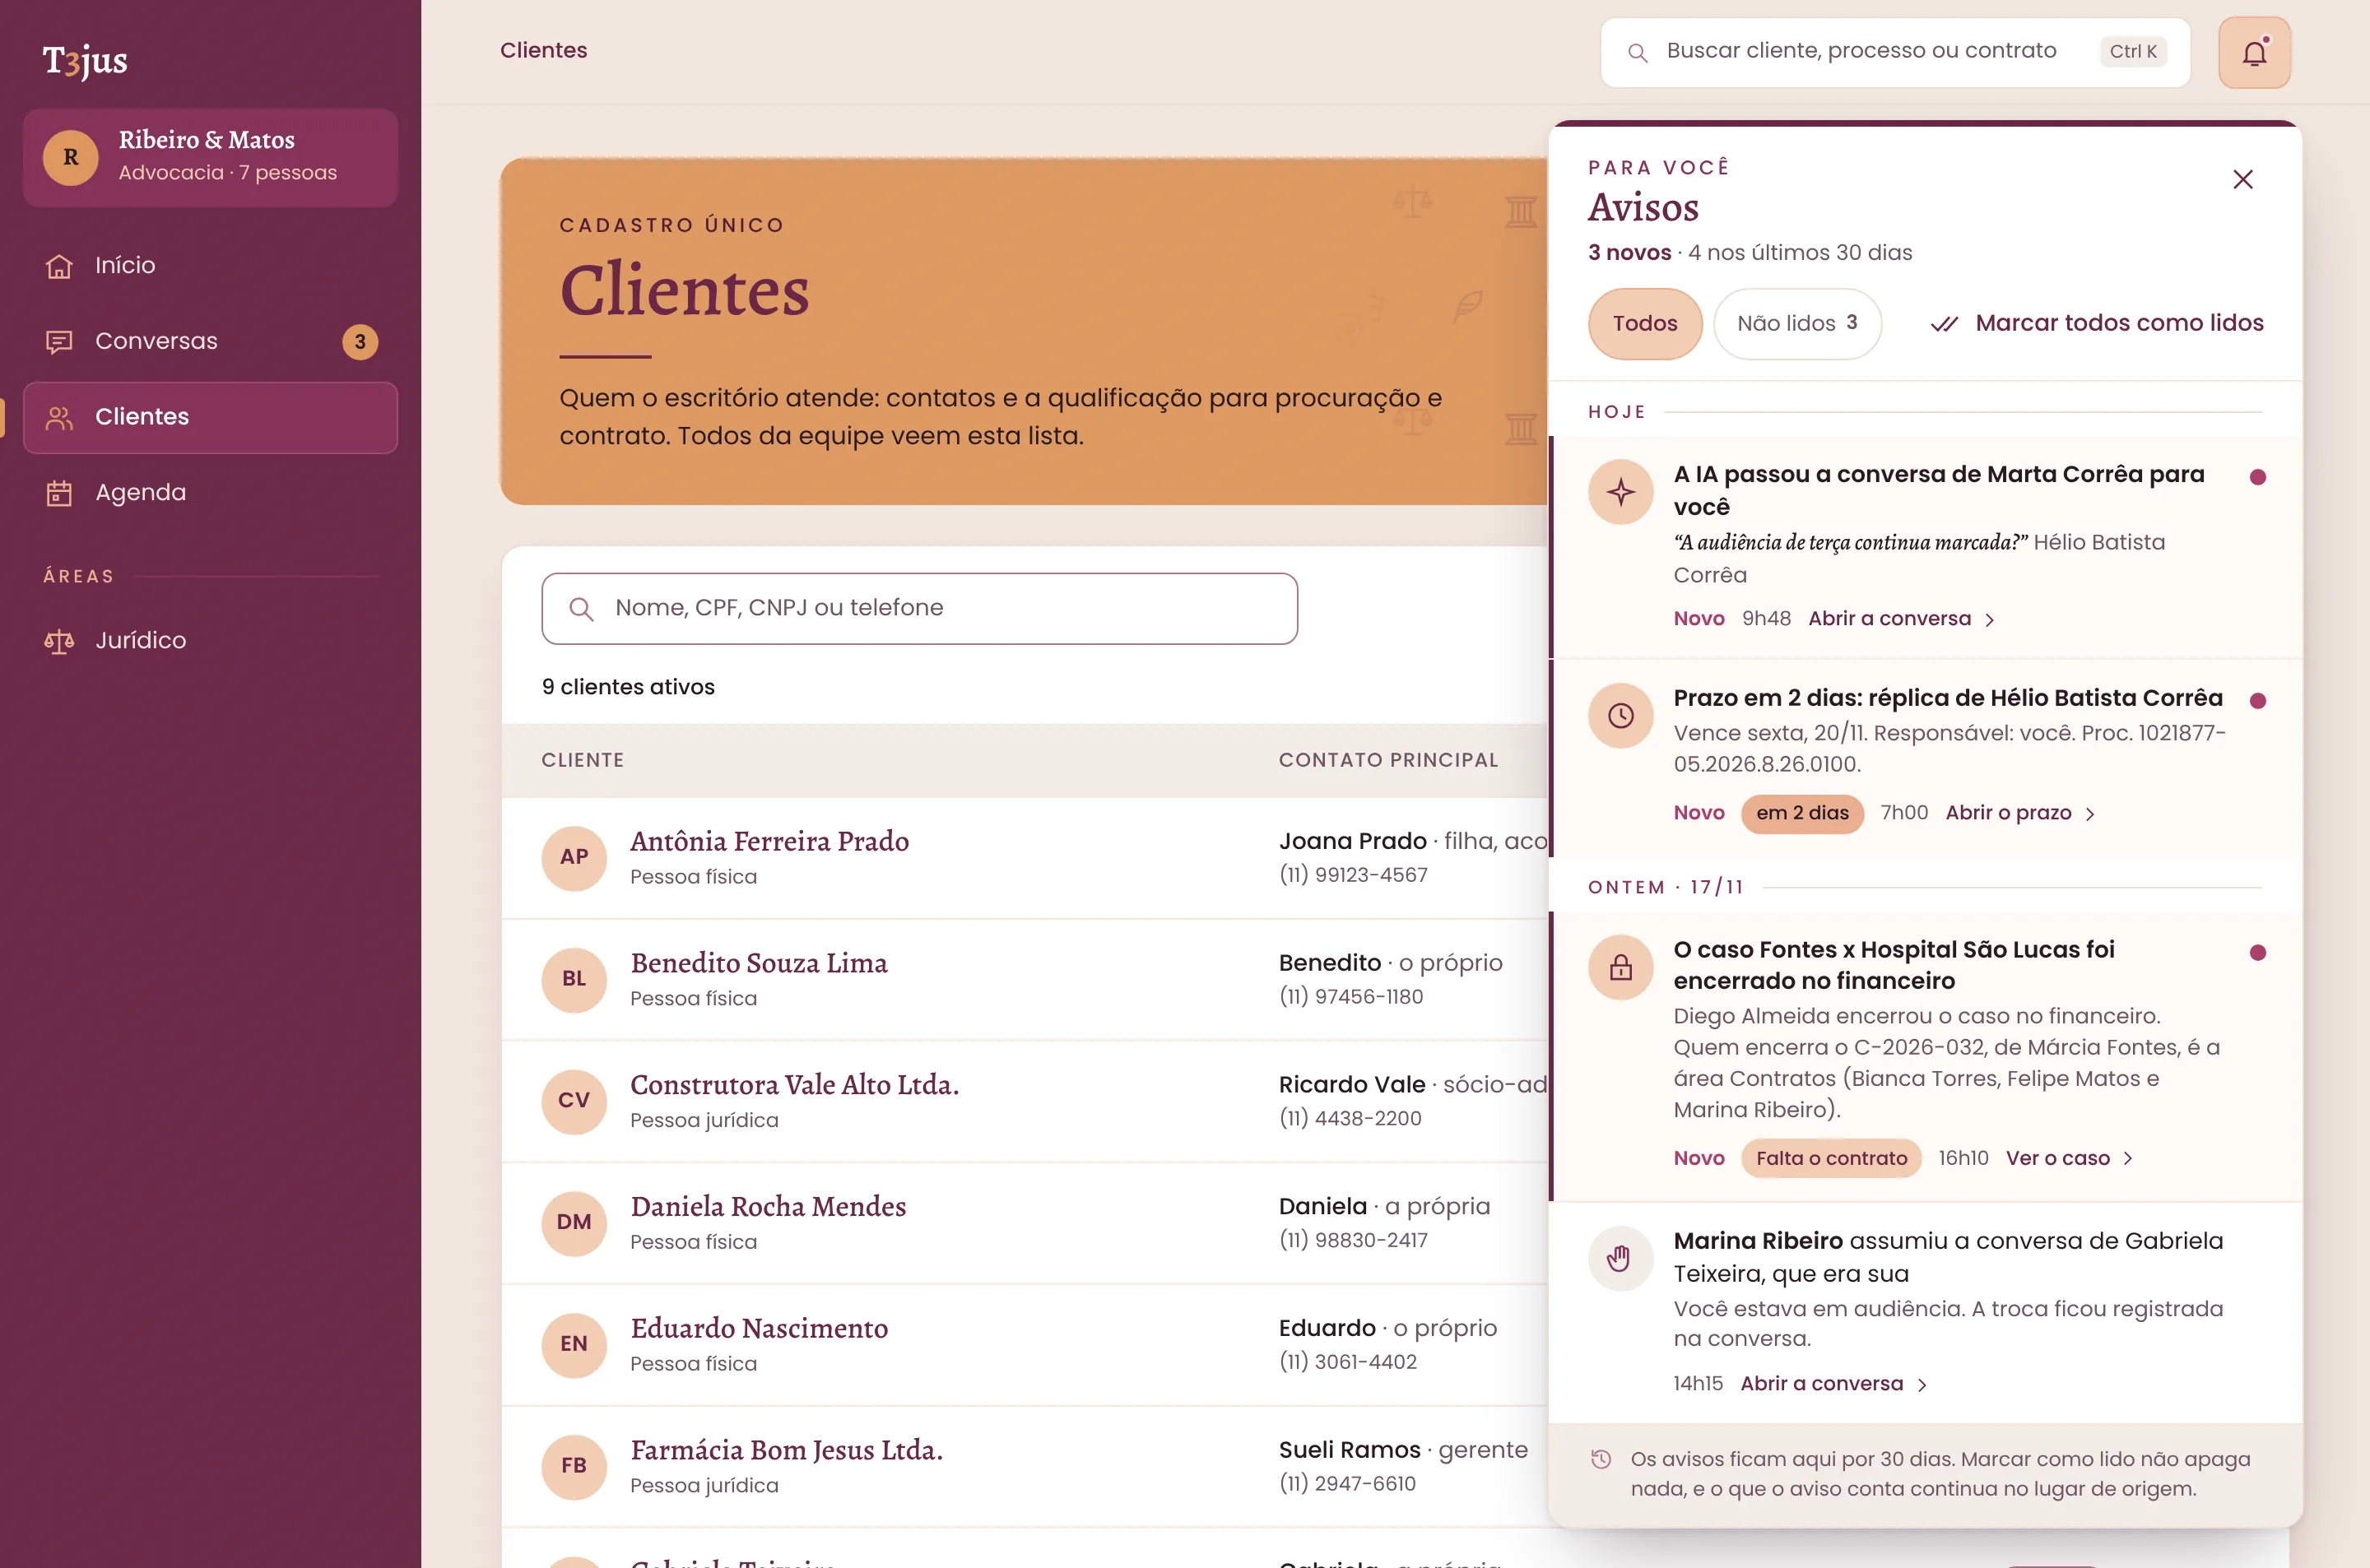 T3jus
R
Ribeiro & Matos
Advocacia · 7 pessoas
Início
Conversas
3
Clientes
Agenda
ÁREAS
Jurídico
Clientes
Buscar cliente, processo ou contrato
Ctrl K
CADASTRO ÚNICO
Clientes
Quem o escritório atende: contatos e a qualificação para procuração e
contrato. Todos da equipe veem esta lista.
Nome, CPF, CNPJ ou telefone
9 clientes ativos
CLIENTE
CONTATO PRINCIPAL
AP
Antônia Ferreira Prado
Pessoa física
Joana Prado · filha, aco
(11) 99123-4567
BL
Benedito Souza Lima
Pessoa física
Benedito · o próprio
(11) 97456-1180
CV
Construtora Vale Alto Ltda.
Pessoa jurídica
Ricardo Vale · sócio-ad
(11) 4438-2200
DM
Daniela Rocha Mendes
Pessoa física
Daniela · a própria
(11) 98830-2417
EN
Eduardo Nascimento
Pessoa física
Eduardo · o próprio
(11) 3061-4402
FB
Farmácia Bom Jesus Ltda.
Pessoa jurídica
Sueli Ramos · gerente
(11) 2947-6610
PARA VOCÊ
Avisos
3 novos · 4 nos últimos 30 dias
Todos
Não lidos 3
Marcar todos como lidos
HOJE
A IA passou a conversa de Marta Corrêa para
você
“A audiência de terça continua marcada?” Hélio Batista
Corrêa
Novo 9h48 Abrir a conversa
Prazo em 2 dias: réplica de Hélio Batista Corrêa
Vence sexta, 20/11. Responsável: você. Proc. 1021877-
05.2026.8.26.0100.
Novo em 2 dias 7h00 Abrir o prazo
ONTEM · 17/11
O caso Fontes x Hospital São Lucas foi
encerrado no financeiro
Diego Almeida encerrou o caso no financeiro.
Quem encerra o C-2026-032, de Márcia Fontes, é a
área Contratos (Bianca Torres, Felipe Matos e
Marina Ribeiro).
Novo Falta o contrato 16h10 Ver o caso
Marina Ribeiro assumiu a conversa de Gabriela
Teixeira, que era sua
Você estava em audiência. A troca ficou registrada
na conversa.
14h15 Abrir a conversa
Os avisos ficam aqui por 30 dias. Marcar como lido não apaga
nada, e o que o aviso conta continua no lugar de origem.